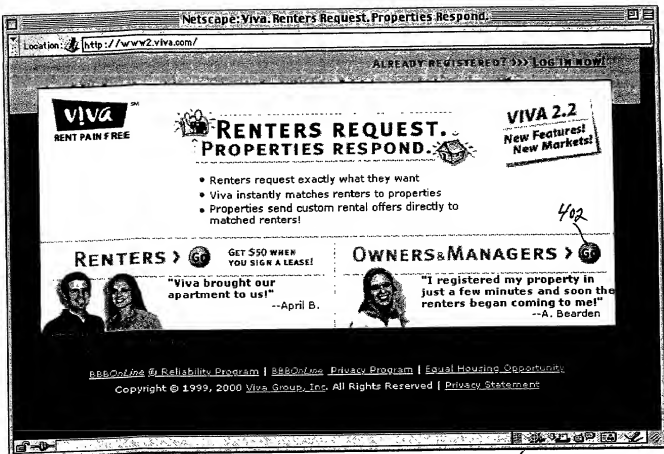 Netscape: Viva. Renters Request. Properties Respond.
Location: http://www2.viva.com/
ALREADY REGISTERED? >>> LOG IN NOW!
viva SM
RENT PAIN FREE
RENTERS REQUEST.
PROPERTIES RESPOND.
VIVA 2.2
New Features!
New Markets!
• Renters request exactly what they want
• Viva instantly matches renters to properties
• Properties send custom rental offers directly to
matched renters!
402
RENTERS > GO GET $50 WHEN
YOU SIGN A LEASE!
"Viva brought our
apartment to us!"
--April B.
OWNERS & MANAGERS > GO
"I registered my property in
just a few minutes and soon the
renters began coming to me!"
--A. Bearden
BBBOnLine ® Reliability Program | BBBOnLine Privacy Program | Equal Housing Opportunity
Copyright © 1999, 2000 Viva Group, Inc. All Rights Reserved | Privacy Statement